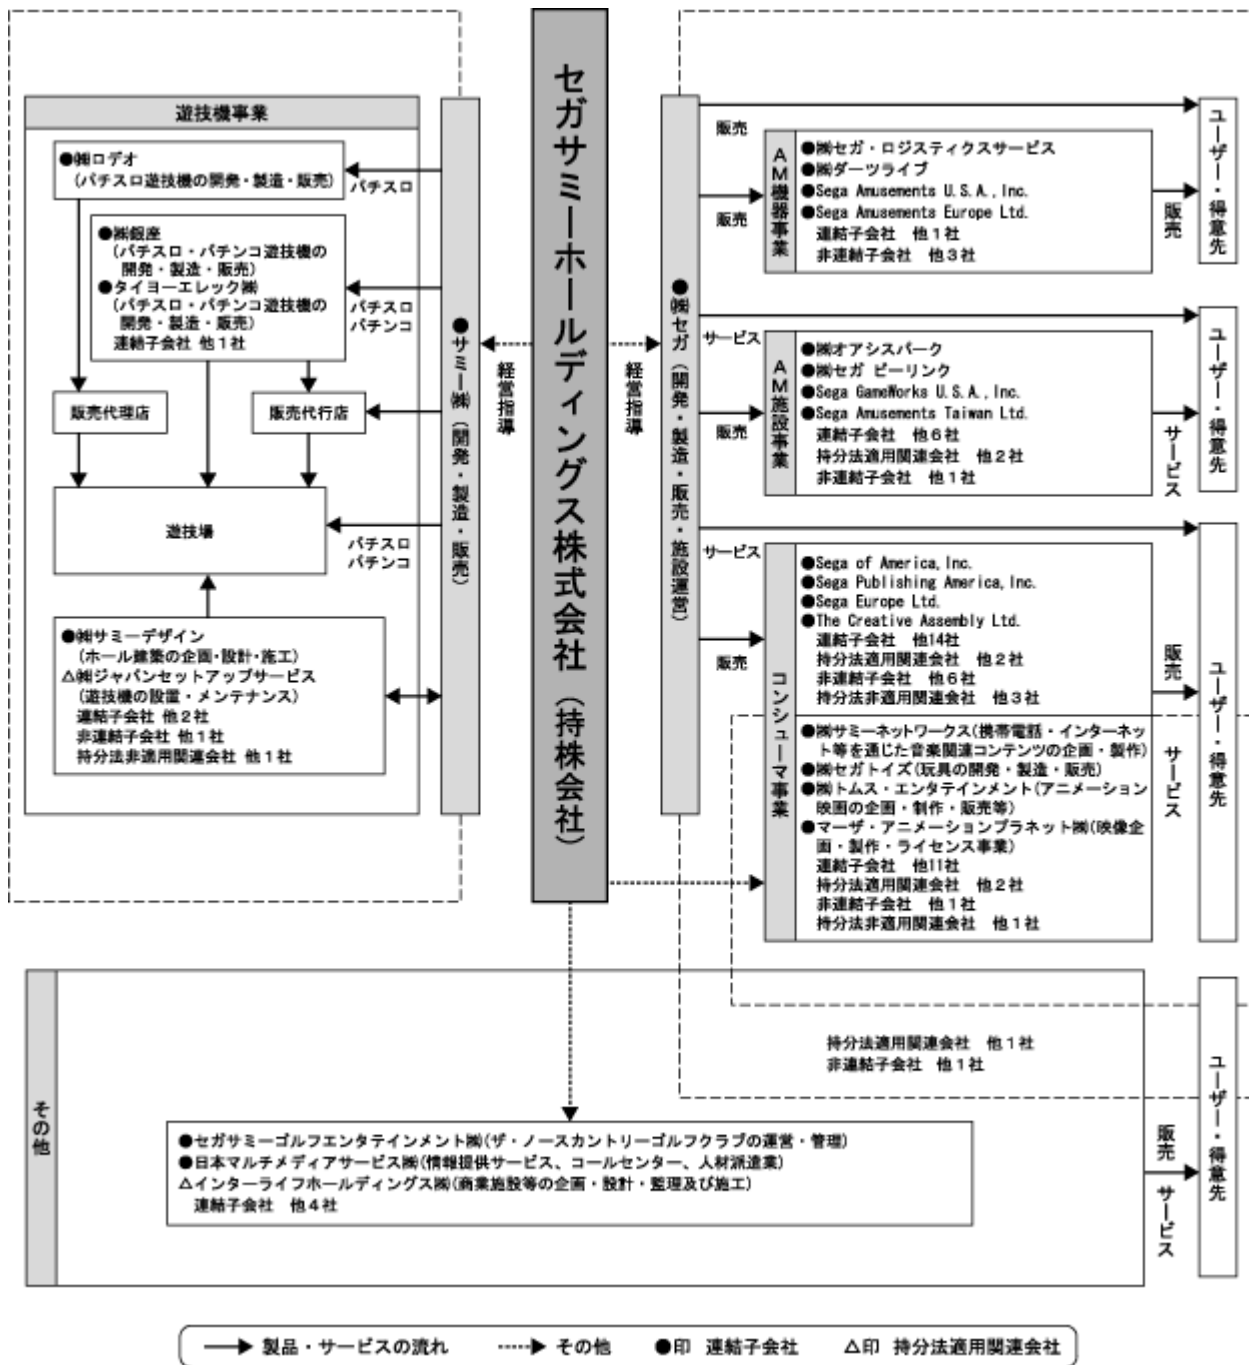 セガサミーホールディングス株式会社（持株会社）
遊技機事業
●㈱ロデオ
(パチスロ遊技機の開発・製造・販売)
パチスロ
●㈱銀座
(パチスロ・パチンコ遊技機の
開発・製造・販売)
●タイヨーエレック㈱
(パチスロ・パチンコ遊技機の
開発・製造・販売)
連結子会社 他１社
パチスロ
パチンコ
販売代理店
販売代行店
遊技場
パチスロ
パチンコ
●㈱サミーデザイン
(ホール建築の企画・設計・施工)
△㈱ジャパンセットアップサービス
(遊技機の設置・メンテナンス)
連結子会社 他２社
非連結子会社 他１社
持分法非適用関連会社 他１社
●サミー㈱（開発・製造・販売）
経営指導
経営指導
●㈱セガ（開発・製造・販売・施設運営）
販売
ＡＭ機器事業
販売
●㈱セガ・ロジスティクスサービス
●㈱ダーツライブ
●Sega Amusements U.S.A., Inc.
●Sega Amusements Europe Ltd.
連結子会社　他１社
非連結子会社　他３社
販売
ユーザー・得意先
サービス
ＡＭ施設事業
販売
●㈱オアシスパーク
●㈱セガ ビーリンク
Sega GameWorks U.S.A., Inc.
●Sega Amusements Taiwan Ltd.
連結子会社　他６社
持分法適用関連会社　他２社
非連結子会社　他１社
サービス
ユーザー・得意先
サービス
コンシューマ事業
販売
●Sega of America, Inc.
●Sega Publishing America, Inc.
●Sega Europe Ltd.
●The Creative Assembly Ltd.
連結子会社　他14社
持分法適用関連会社　他２社
非連結子会社　他６社
持分法非適用関連会社　他３社
●㈱サミーネットワークス(携帯電話・インターネッ
ト等を通じた音楽関連コンテンツの企画・製作)
●㈱セガトイズ(玩具の開発・製造・販売)
●㈱トムス・エンタテインメント(アニメーション
映画の企画・制作・販売等)
●マーザ・アニメーションプラネット㈱(映像企
画・製作・ライセンス事業)
連結子会社　他11社
持分法適用関連会社　他２社
非連結子会社　他１社
持分法非適用関連会社　他１社
販売
サービス
ユーザー・得意先
その他
持分法適用関連会社　他１社
非連結子会社　他１社
●セガサミーゴルフエンタテインメント㈱(ザ・ノースカントリーゴルフクラブの運営・管理)
●日本マルチメディアサービス㈱(情報提供サービス、コールセンター、人材派遣業)
△インターライフホールディングス㈱(商業施設等の企画・設計・監理及び施工)
連結子会社　他４社
販売
サービス
ユーザー・得意先
製品・サービスの流れ
その他
●印　連結子会社
△印　持分法適用関連会社